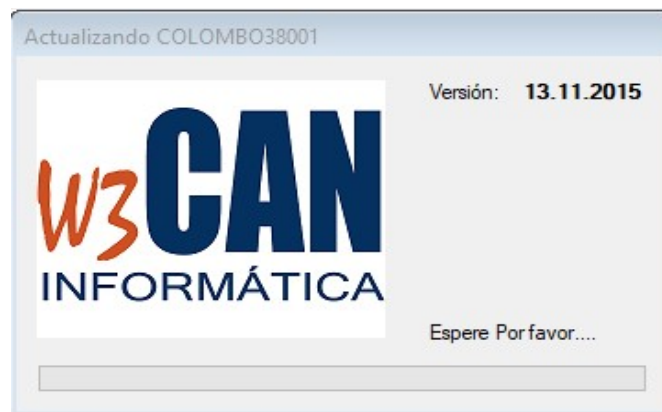 Actualizando COLOMBO38001
Versión: 13.11.2015
W3CAN
INFORMÁTICA
Espere Por favor....